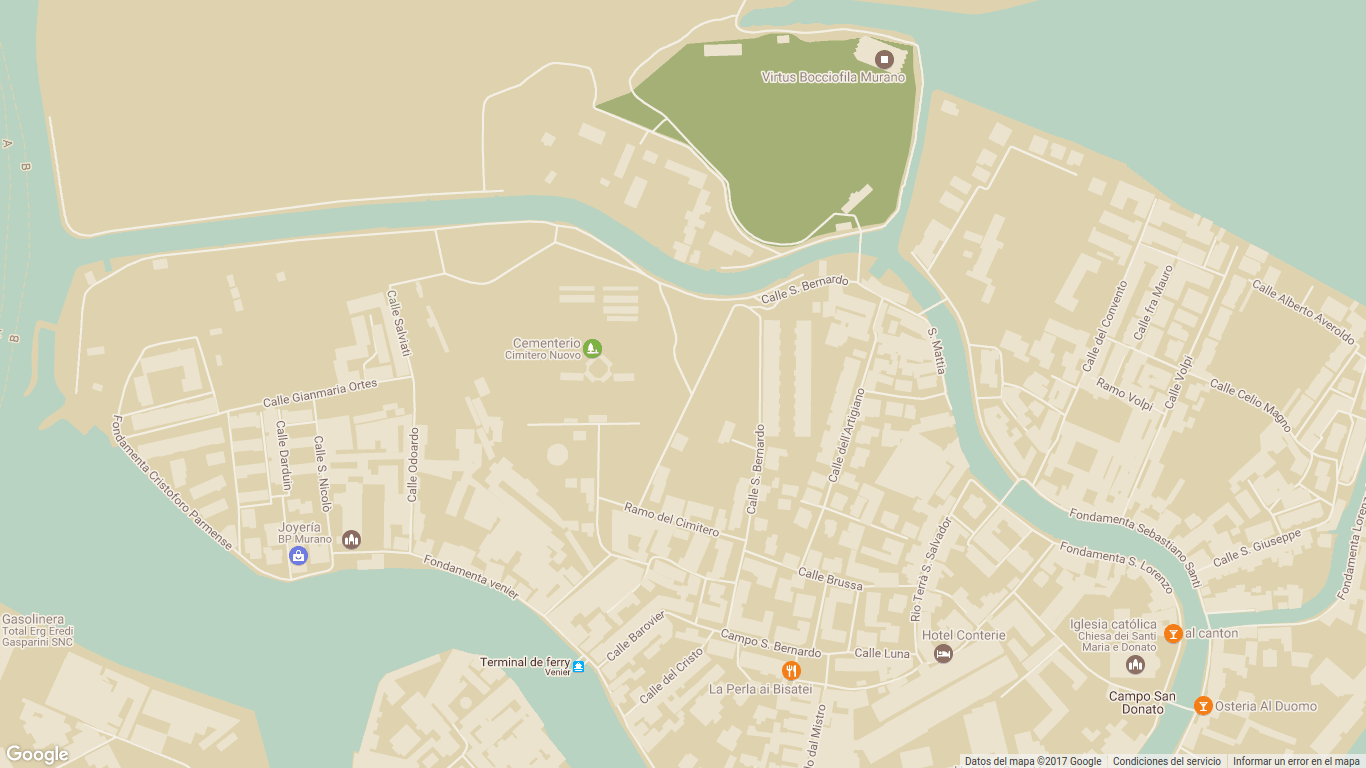 Virtus Bocciofila Murano
A
B
B
Calle S. Bernardo
Calle Alberto Averoldo
Calle fra Mauro
Calle del Convento
S. Mattia
Calle Salviati
Cementerio
Cimitero Nuovo
Calle Volpi
Ramo Volpi
Calle Celio Magno
Calle Gianmaria Ortes
Calle dell'Artigiano
Fondamenta Cristoforo Parmense
Calle Darduin
Calle S. Nicolò
Calle Odoardo
Calle S. Bernardo
Joyería
BP Murano
Ramo del Cimitero
Rio Terrà S. Salvador
Fondamenta Sebastiano Santi
Fondamenta S. Lorenzo
Calle S. Giuseppe
Fondamenta Lorenz
Fondamenta venier
Calle Brussa
Gasolinera
Total Erg Eredi
Gasparini SNC
Calle Barovier
Campo S. Bernardo
Calle Luna
Hotel Conterie
Iglesia católica
Chiesa dei Santi
Maria e Donato
al canton
Terminal de ferry
Venier
Calle del Cristo
La Perla ai Bisatei
Campo San
Donato
Osteria Al Duomo
dal Mistro
Google
Datos del mapa ©2017 Google
Condiciones del servicio
Informar un error en el mapa